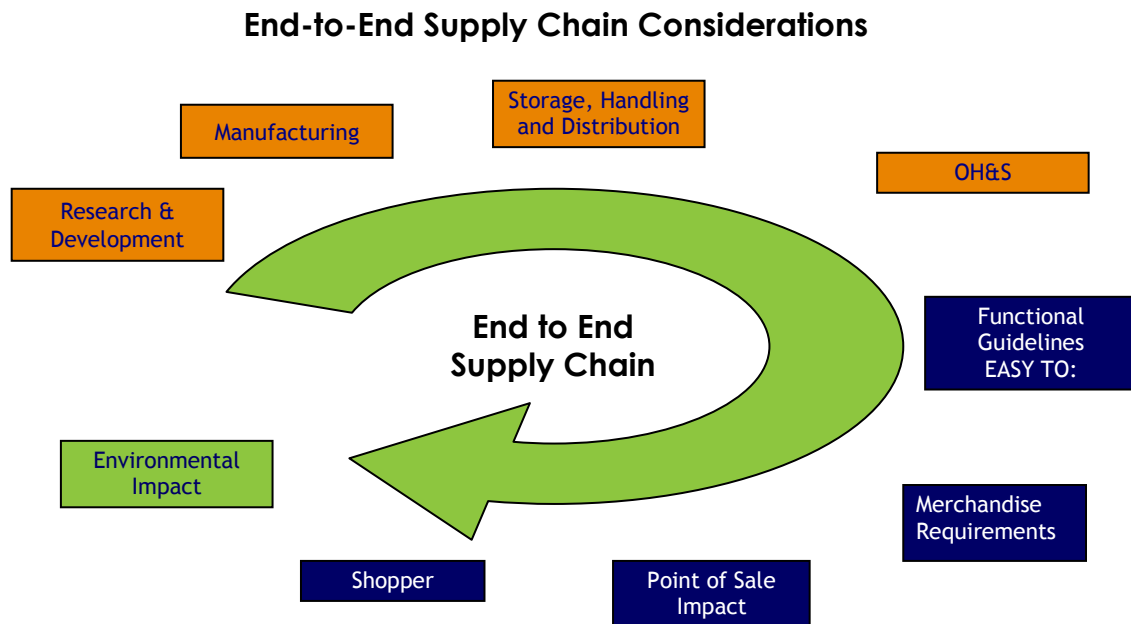 End-to-End Supply Chain Considerations
Storage, Handling
and Distribution
Manufacturing
OH&S
Research &
Development
Functional
Guidelines
EASY TO:
End to End
Supply Chain
Environmental
Impact
Merchandise
Requirements
Shopper
Point of Sale
Impact